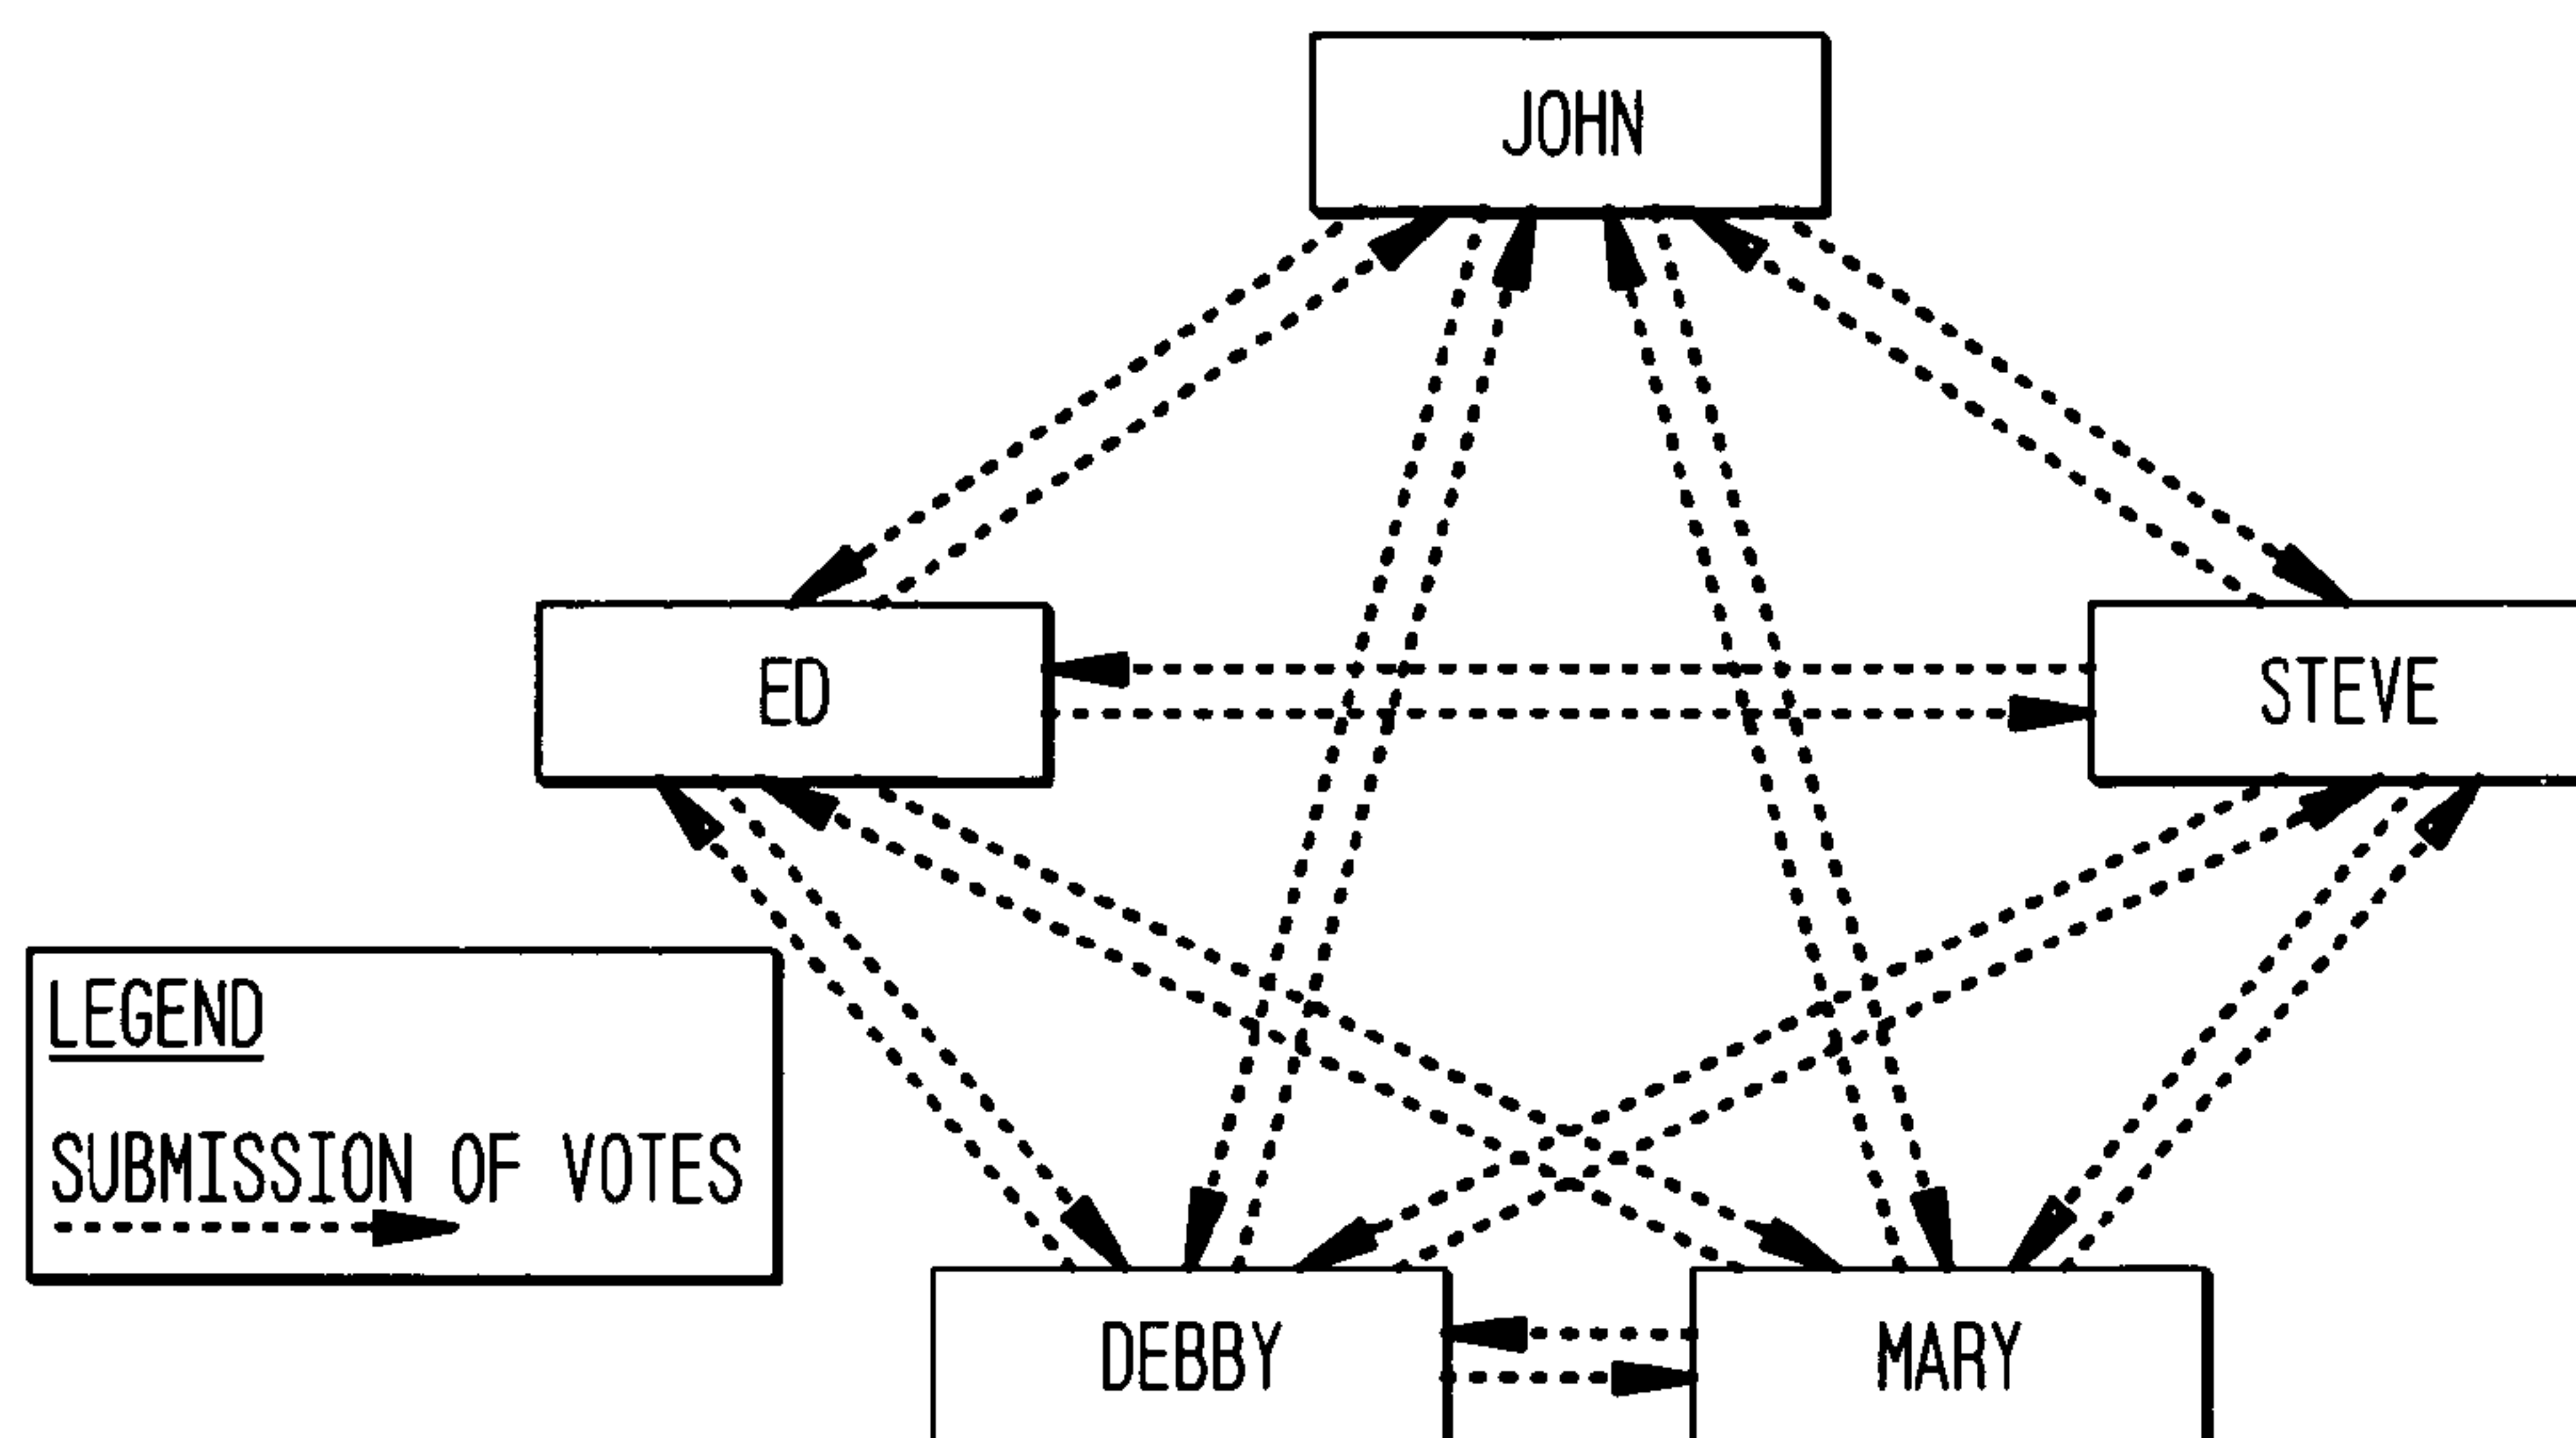 JOHN
ED
STEVE
LEGEND
SUBMISSION OF VOTES
DEBBY
MARY